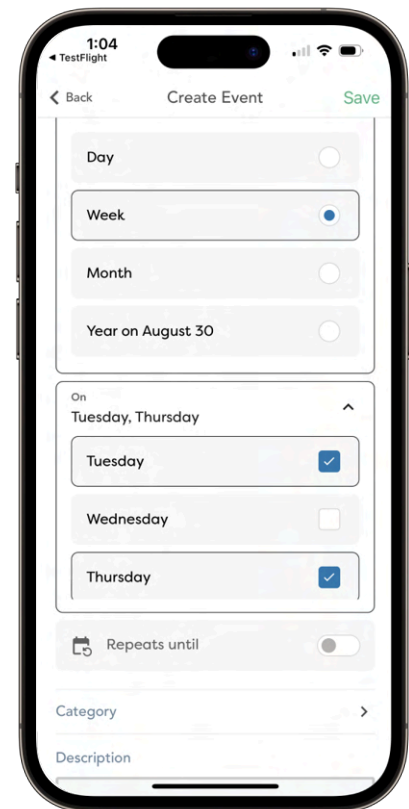 1:04
TestFlight
Back Create Event Save
Day
Week
Month
Year on August 30
On
Tuesday, Thursday
Tuesday
Wednesday
Thursday
Repeats until
Category
Description